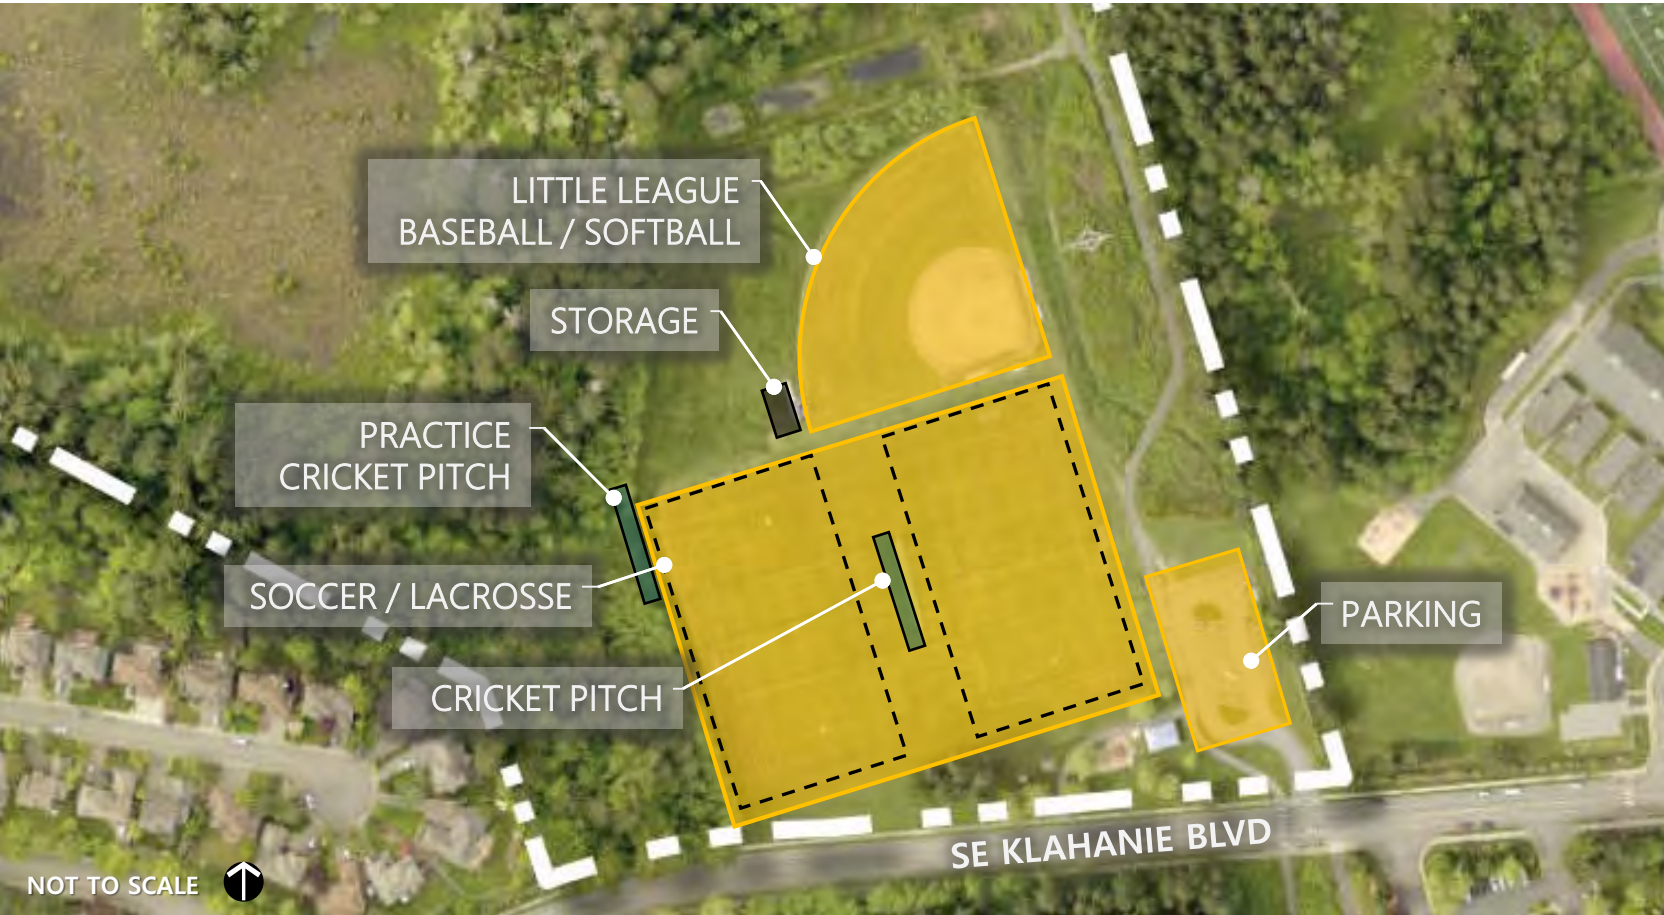 LITTLE LEAGUE
BASEBALL / SOFTBALL
STORAGE
PRACTICE
CRICKET PITCH
SOCCER / LACROSSE
CRICKET PITCH
PARKING
SE KLAHANIE BLVD
NOT TO SCALE